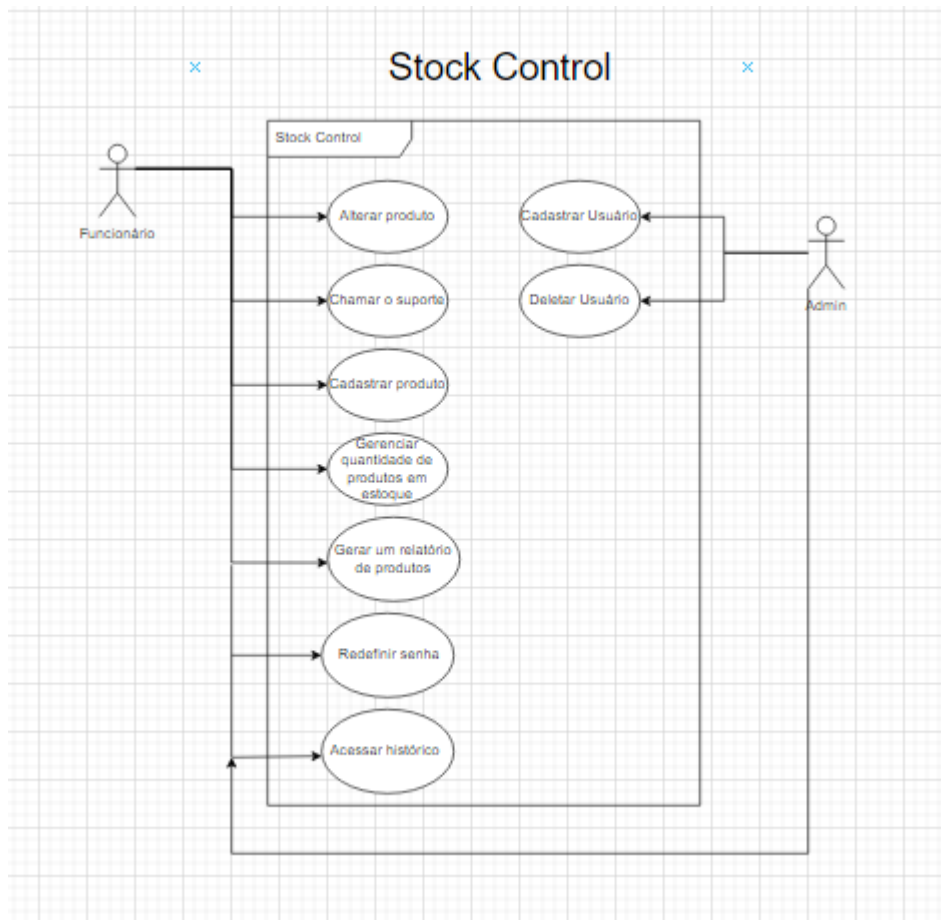 Stock Control
Stock Control
Funcionário
Alterar produto
Cadastrar Usuário
Chamar o suporte
Deletar Usuário
Admin
Cadastrar produto
Gerenciar
quantidade de
produtos em
estoque
Gerar um relatório
de produtos
Redefinir senha
Acessar histórico